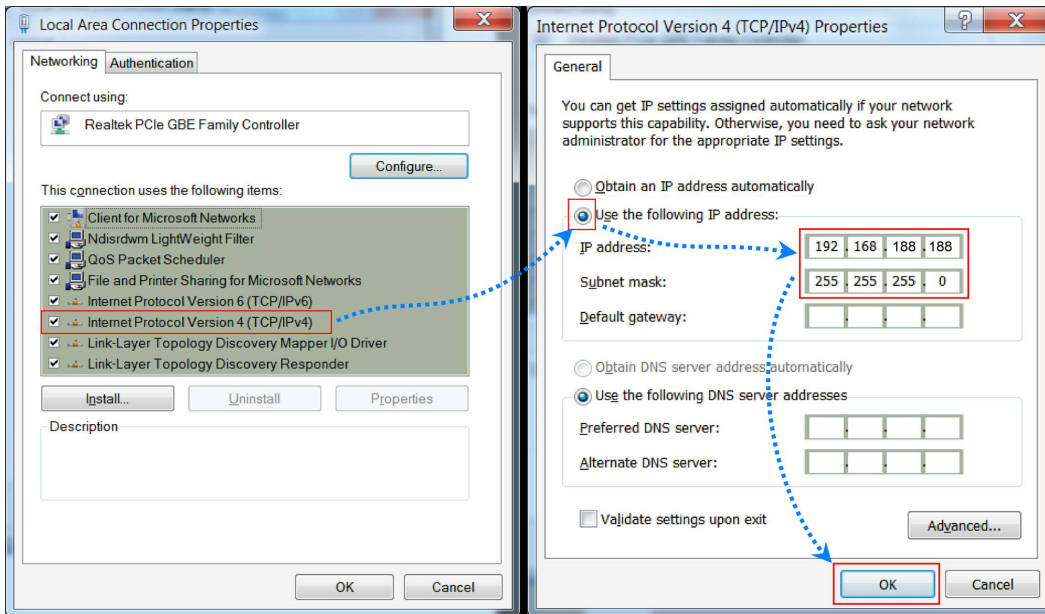 Local Area Connection Properties
Networking
Authentication
Connect using:
Realtek PCIe GBE Family Controller
Configure...
This connection uses the following items:
Client for Microsoft Networks
Ndisrdwm LightWeight Filter
QoS Packet Scheduler
File and Printer Sharing for Microsoft Networks
Internet Protocol Version 6 (TCP/IPv6)
Internet Protocol Version 4 (TCP/IPv4)
Link-Layer Topology Discovery Mapper I/O Driver
Link-Layer Topology Discovery Responder
Install...
Uninstall
Properties
Description
OK
Cancel
Internet Protocol Version 4 (TCP/IPv4) Properties
General
You can get IP settings assigned automatically if your network
supports this capability. Otherwise, you need to ask your network
administrator for the appropriate IP settings.
Obtain an IP address automatically
Use the following IP address:
IP address: 192 . 168 . 188 . 188
Subnet mask: 255 . 255 . 255 . 0
Default gateway: . . .
Obtain DNS server address automatically
Use the following DNS server addresses
Preferred DNS server: . . .
Alternate DNS server: . . .
Validate settings upon exit
Advanced...
OK
Cancel